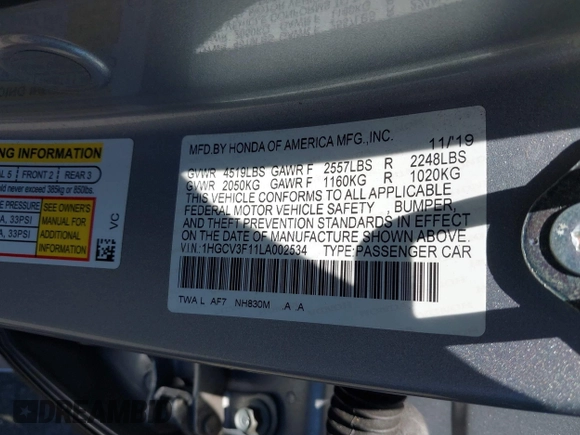 NG INFORMATION
AL 5 FRONT 2 REAR 3
ld never exceed 385kg or 850lbs.
E PRESSURE
A, 33PSI
A, 33PSI
SEE OWNER'S
MANUAL FOR
ADDITIONAL
INFORMATION
VC
MFD.BY HONDA OF AMERICA MFG.,INC. 11/'19
GVWR 4519LBS GAWR F 2557LBS R 2248LBS
GVWR 2050KG GAWR F 1160KG R 1020KG
THIS VEHICLE CONFORMS TO ALL APPLICABLE
FEDERAL MOTOR VEHICLE SAFETY , BUMPER,
AND THEFT PREVENTION STANDARDS IN EFFECT
ON THE DATE OF MANUFACTURE SHOWN ABOVE.
VIN:1HGCV3F11LA002534 TYPE:PASSENGER CAR
TWA L AF7 NH830M .A .A
DREAMBID